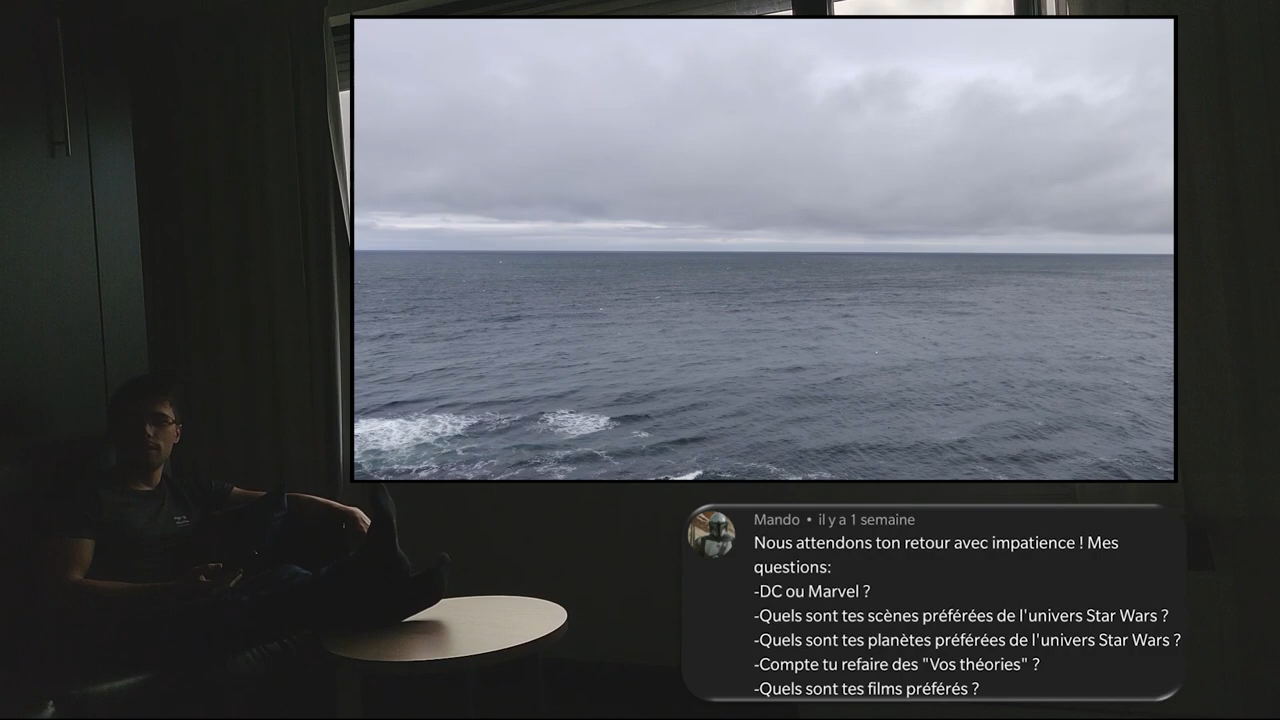 Mando • il y a 1 semaine
Nous attendons ton retour avec impatience ! Mes
questions:
-DC ou Marvel ?
-Quels sont tes scènes préférées de l'univers Star Wars ?
-Quels sont tes planètes préférées de l'univers Star Wars ?
-Compte tu refaire des "Vos théories" ?
-Quels sont tes films préférés ?